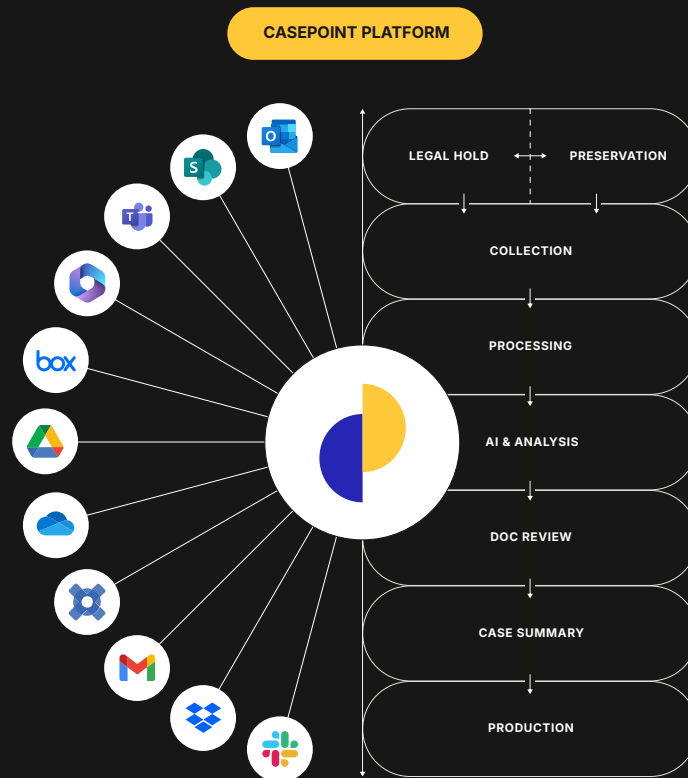 CASEPOINT PLATFORM
O
S
T
box
LEGAL HOLD
PRESERVATION
COLLECTION
PROCESSING
AI & ANALYSIS
DOC REVIEW
CASE SUMMARY
PRODUCTION